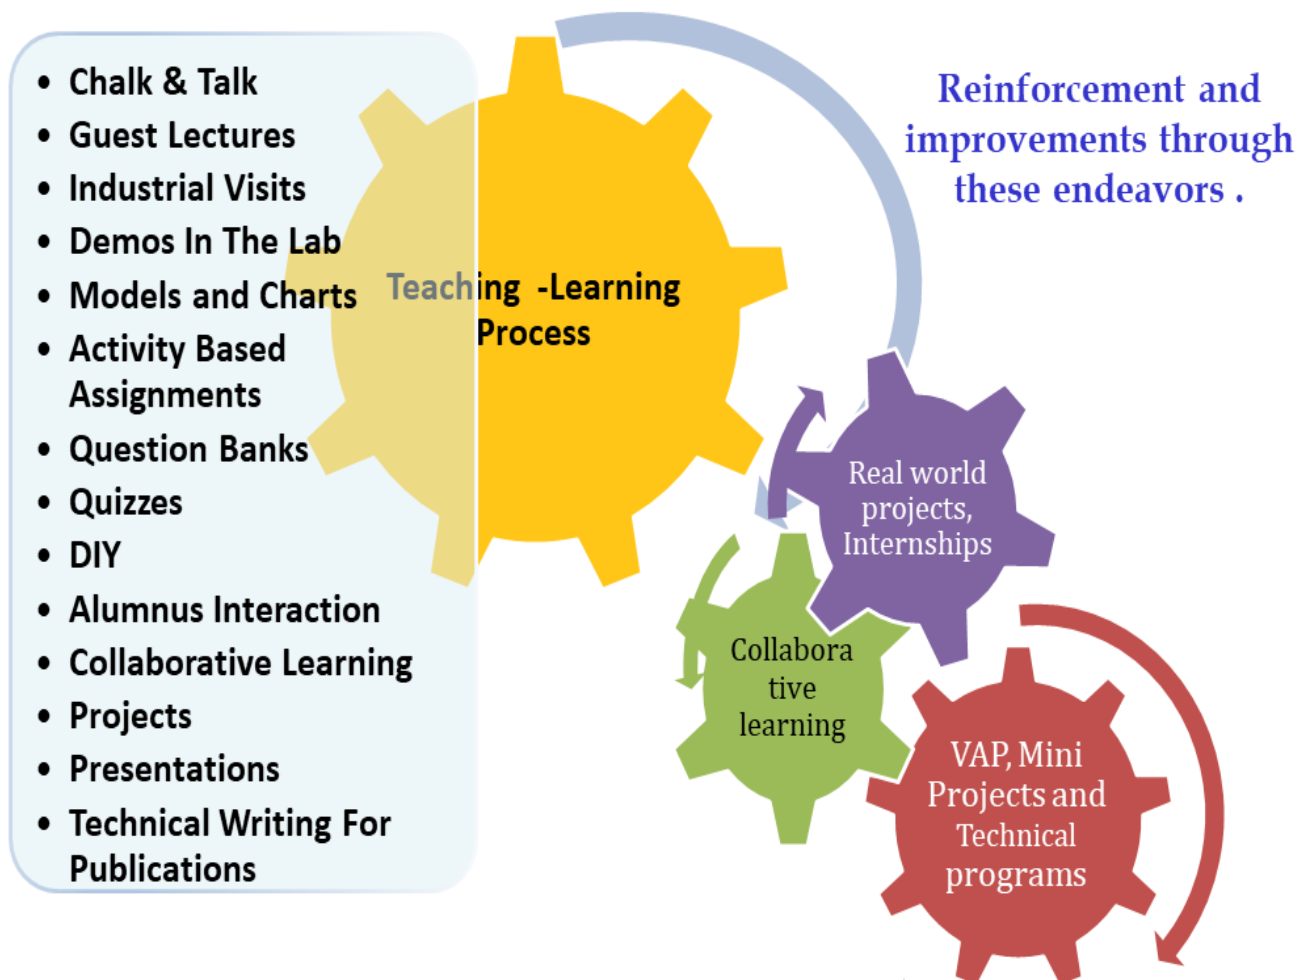 • Chalk & Talk
• Guest Lectures
• Industrial Visits
• Demos In The Lab
• Models and Charts
• Activity Based
Assignments
• Question Banks
• Quizzes
• DIY
• Alumnus Interaction
• Collaborative Learning
• Projects
• Presentations
• Technical Writing For
Publications
Teaching -Learning
Process
Reinforcement and
improvements through
these endeavors .
Real world
projects,
Internships
Collabora
tive
learning
VAP, Mini
Projects and
Technical
programs